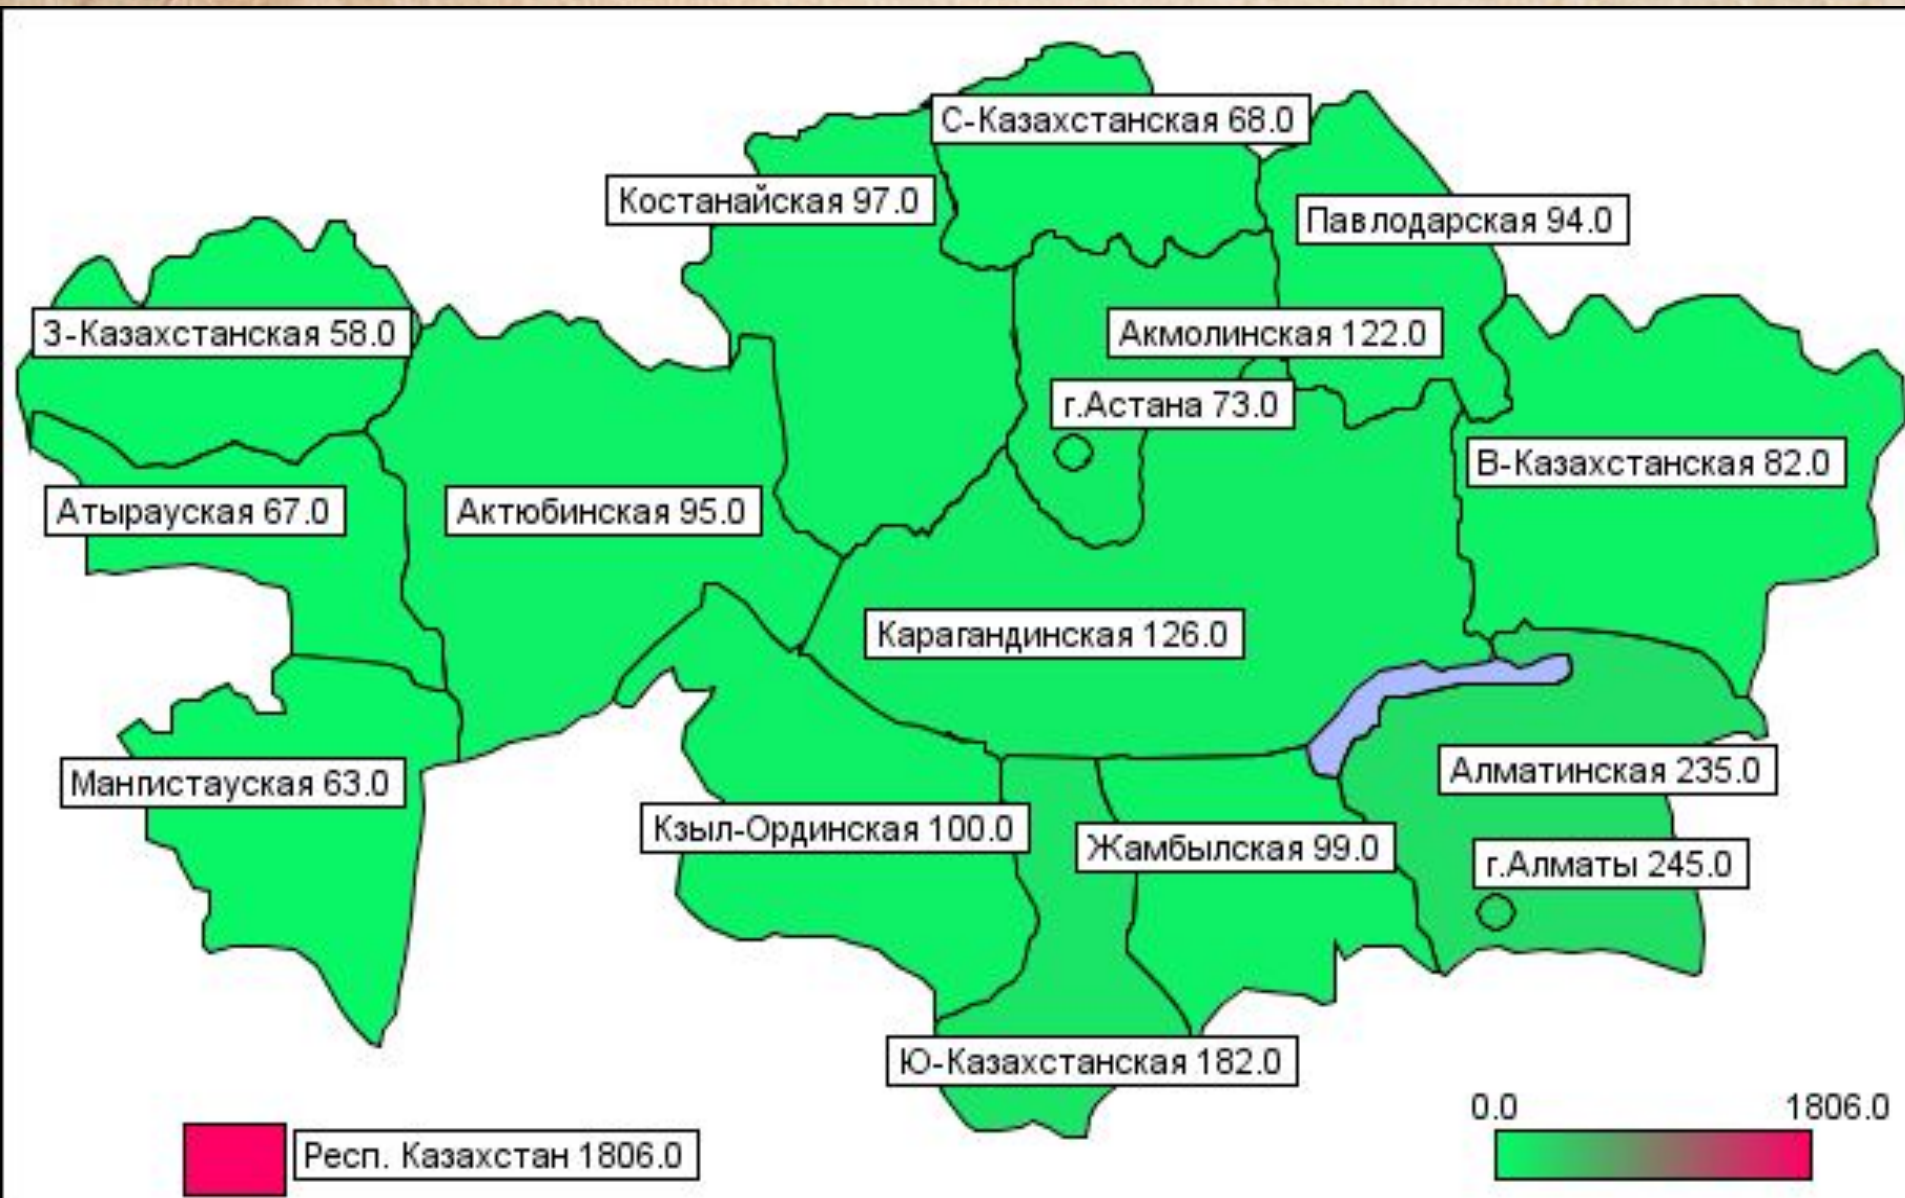 С-Казахстанская 68.0
Костанайская 97.0
Павлодарская 94.0
З-Казахстанская 58.0
Акмолинская 122.0
г.Астана 73.0
В-Казахстанская 82.0
Атырауская 67.0
Актюбинская 95.0
Карагандинская 126.0
Мангистауская 63.0
Алматинская 235.0
Кзыл-Ординская 100.0
Жамбылская 99.0
г.Алматы 245.0
Ю-Казахстанская 182.0
0.0
1806.0
Респ. Казахстан 1806.0